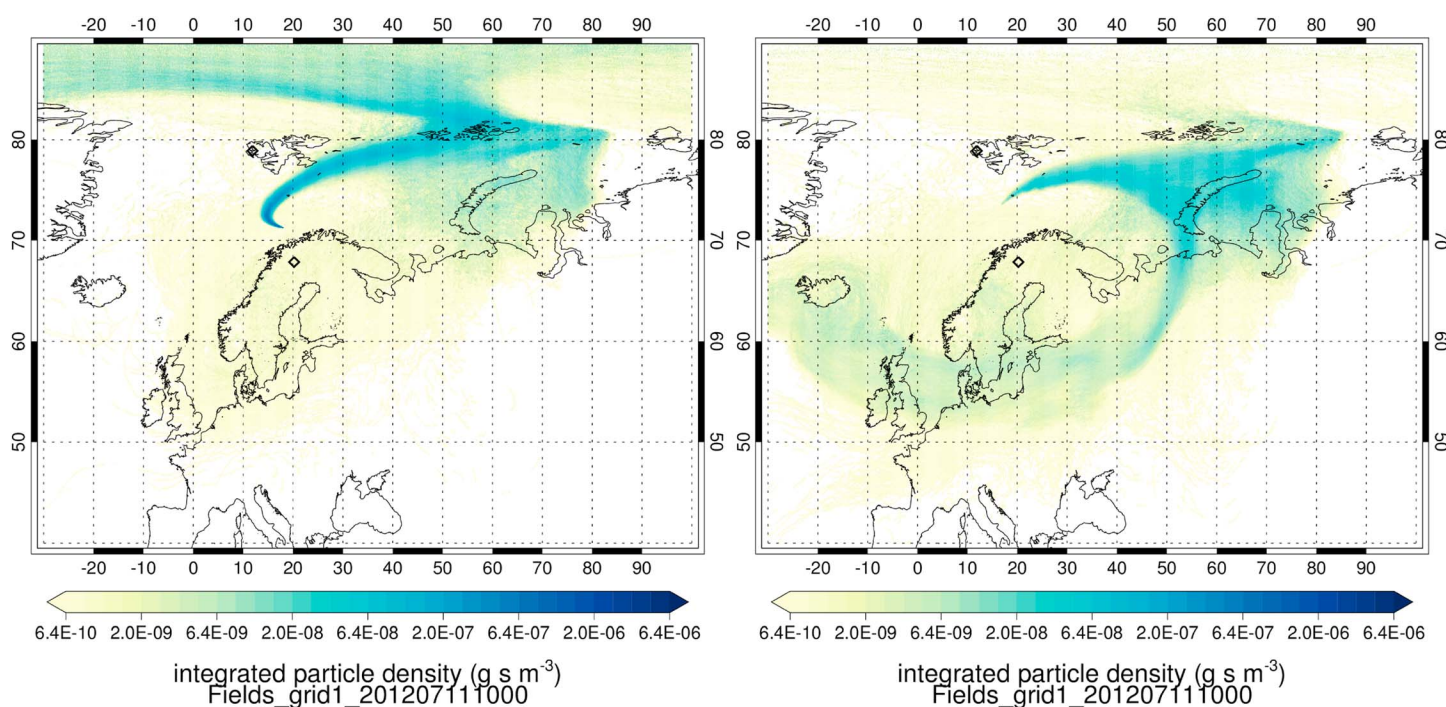 -20 -10 0 10 20 30 40 50 60 70 80 90
80 80
70 70
60 60
50 50
-20 -10 0 10 20 30 40 50 60 70 80 90
6.4E-10 2.0E-09 6.4E-09 2.0E-08 6.4E-08 2.0E-07 6.4E-07 2.0E-06 6.4E-06
integrated particle density (g s m⁻³)
Fields_grid1_201207111000
-20 -10 0 10 20 30 40 50 60 70 80 90
80 80
70 70
60 60
50 50
-20 -10 0 10 20 30 40 50 60 70 80 90
6.4E-10 2.0E-09 6.4E-09 2.0E-08 6.4E-08 2.0E-07 6.4E-07 2.0E-06 6.4E-06
integrated particle density (g s m⁻³)
Fields_grid1_201207111000